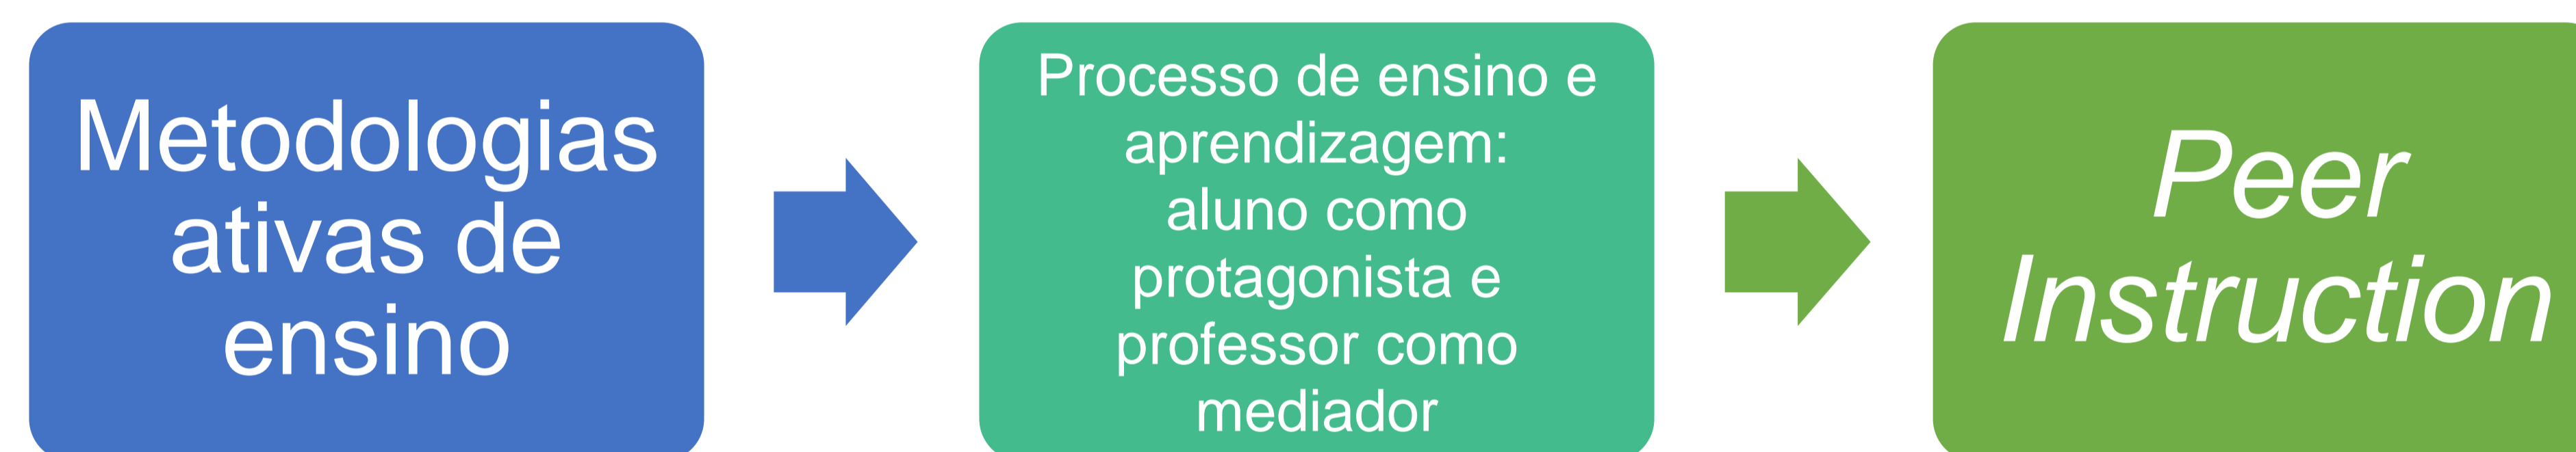 Metodologias
ativas de
ensino
Processo de ensino e
aprendizagem:
aluno como
protagonista e
professor como
mediador
Peer
Instruction